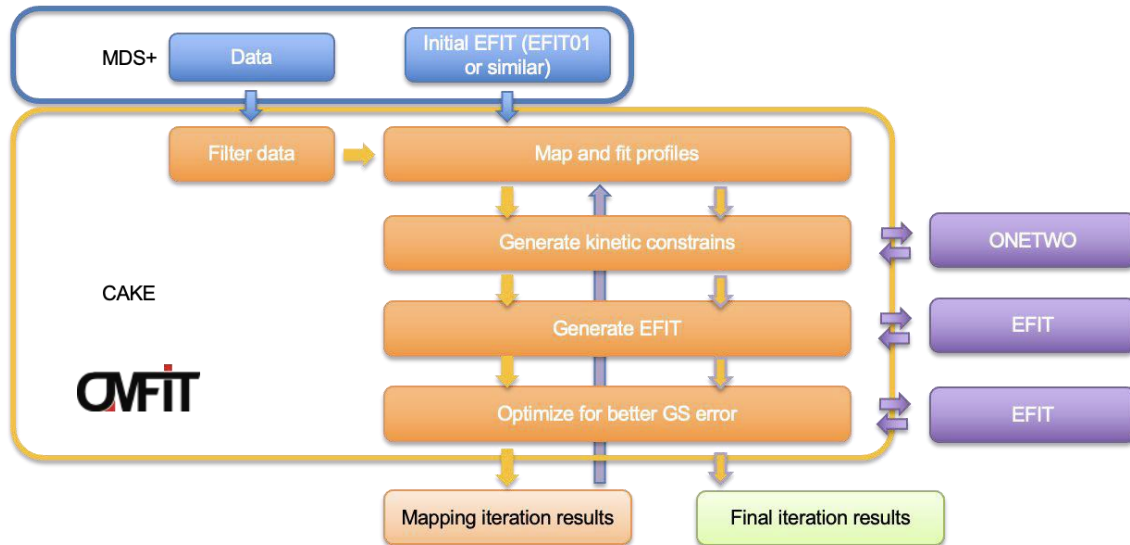 MDS+
Data
Initial EFIT (EFIT01
or similar)
Filter data
Map and fit profiles
Generate kinetic constrains
ONETWO
CAKE
Generate EFIT
EFIT
OMFIT
Optimize for better GS error
EFIT
Mapping iteration results
Final iteration results